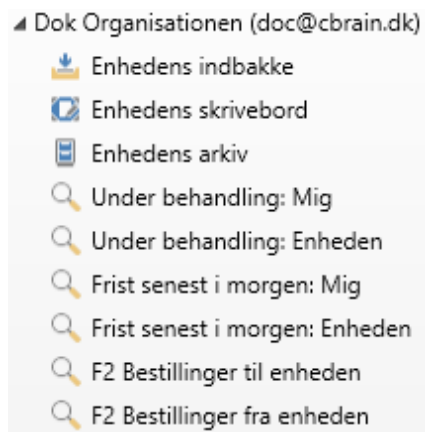 Dok Organisationen (doc@cbrain.dk)
Enhedens indbakke
Enhedens skrivebord
Enhedens arkiv
Under behandling: Mig
Under behandling: Enheden
Frist senest i morgen: Mig
Frist senest i morgen: Enheden
F2 Bestillinger til enheden
F2 Bestillinger fra enheden